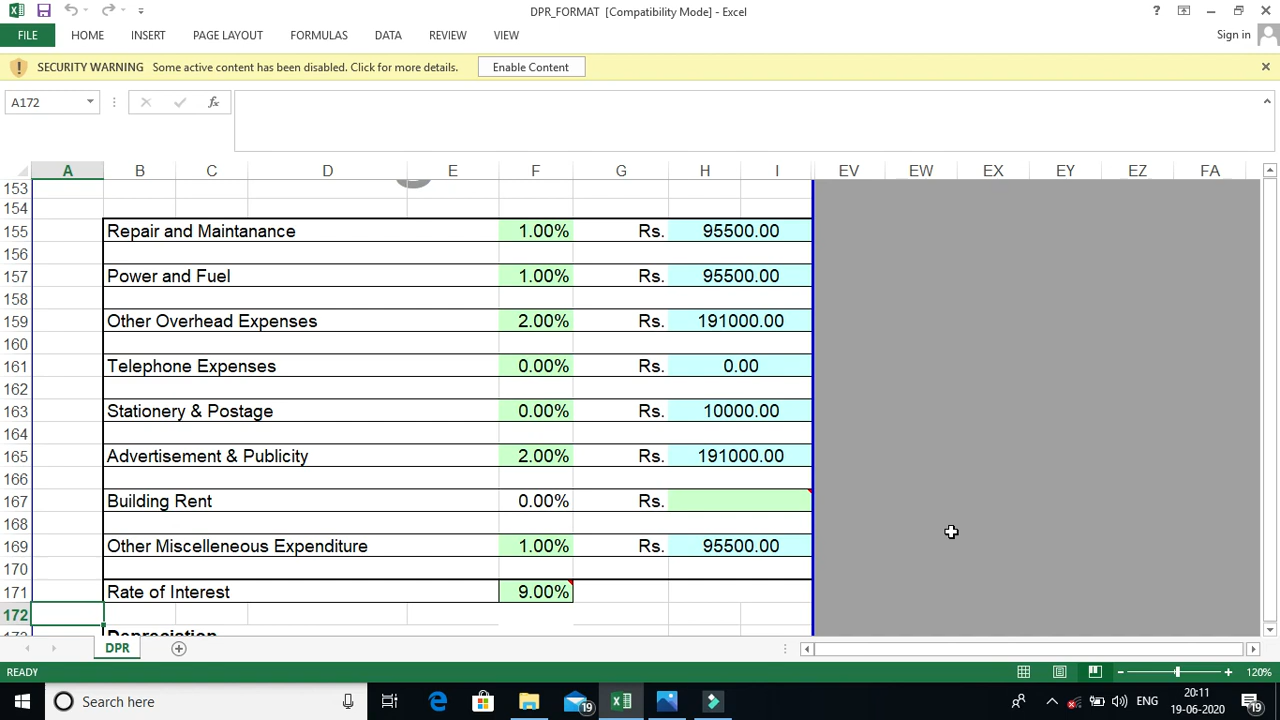 DPR_FORMAT [Compatibility Mode] - Excel
?
FILE HOME INSERT PAGE LAYOUT FORMULAS DATA REVIEW VIEW Sign in
! SECURITY WARNING Some active content has been disabled. Click for more details. Enable Content
A172 fx
A B C D E F G H I EV EW EX EY EZ FA
153
154
155 Repair and Maintanance 1.00% Rs. 95500.00
156
157 Power and Fuel 1.00% Rs. 95500.00
158
159 Other Overhead Expenses 2.00% Rs. 191000.00
160
161 Telephone Expenses 0.00% Rs. 0.00
162
163 Stationery & Postage 0.00% Rs. 10000.00
164
165 Advertisement & Publicity 2.00% Rs. 191000.00
166
167 Building Rent 0.00% Rs.
168
169 Other Miscelleneous Expenditure 1.00% Rs. 95500.00
170
171 Rate of Interest 9.00%
172
173 Depreciation
DPR
READY 120%
Search here 19 ENG 20:11
19-06-2020 19